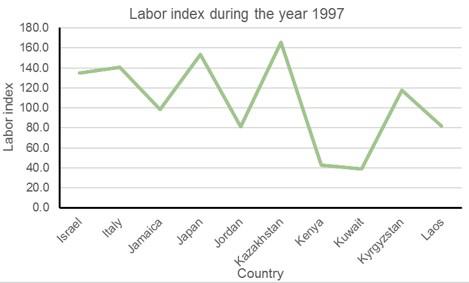 Labor index during the year 1997
180.0
160.0
140.0
120.0
100.0
80.0
60.0
40.0
20.0
0.0
Labor index
Israel
Italy
Jamaica
Japan
Jordan
Kazakhstan
Kenya
Kuwait
Kyrgyzstan
Laos
Country